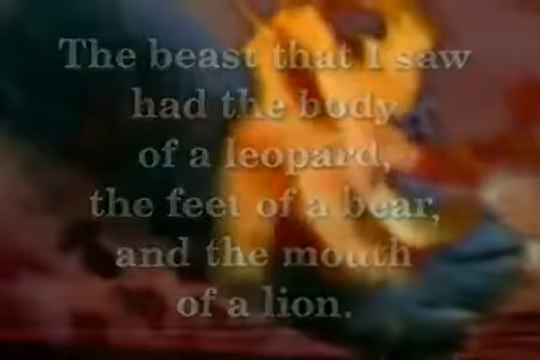 The beast that I saw
had the body
of a leopard,
the feet of a bear,
and the mouth
of a lion.